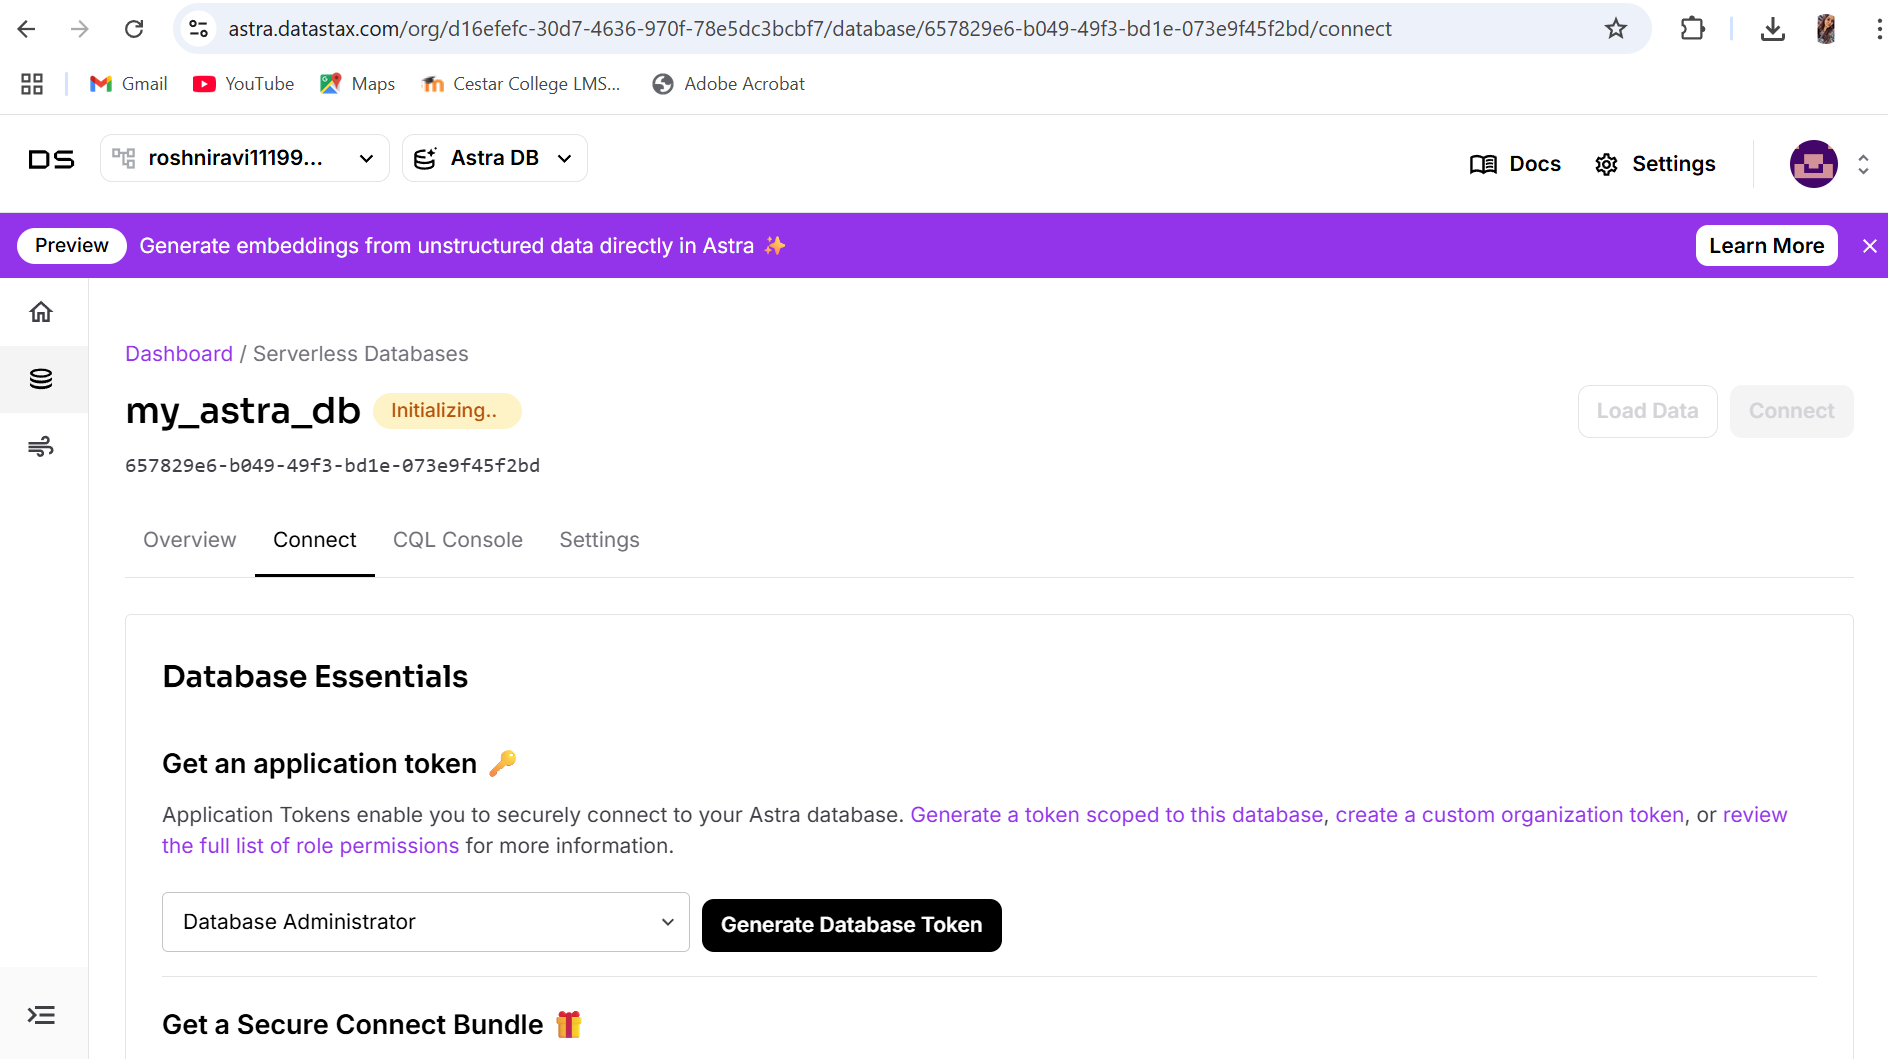 astra.datastax.com/org/d16efefc-30d7-4636-970f-78e5dc3bcbf7/database/657829e6-b049-49f3-bd1e-073e9f45f2bd/connect
Gmail YouTube Maps Cestar College LMS... Adobe Acrobat
DS roshniravi11199... Astra DB Docs Settings
Preview Generate embeddings from unstructured data directly in Astra ✨ Learn More
Dashboard / Serverless Databases
my_astra_db Initializing.. Load Data Connect
657829e6-b049-49f3-bd1e-073e9f45f2bd
Overview Connect CQL Console Settings
Database Essentials
Get an application token 🔑
Application Tokens enable you to securely connect to your Astra database. Generate a token scoped to this database, create a custom organization token, or review
the full list of role permissions for more information.
Database Administrator Generate Database Token
Get a Secure Connect Bundle 🎁